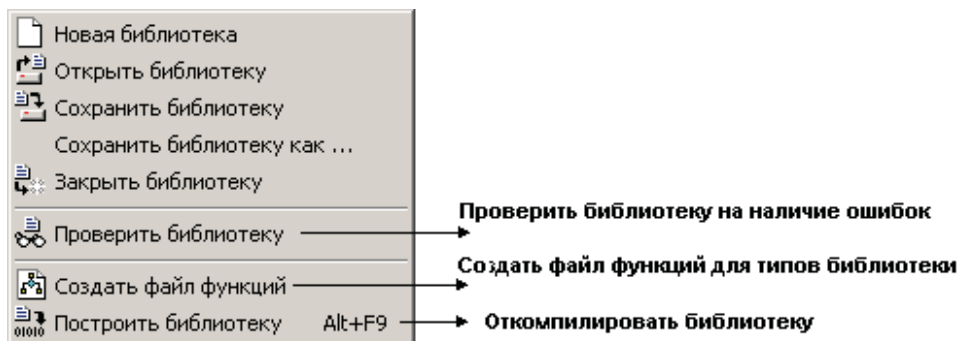 Новая библиотека
Открыть библиотеку
Сохранить библиотеку
Сохранить библиотеку как ...
Закрыть библиотеку
Проверить библиотеку на наличие ошибок
Проверить библиотеку
Создать файл функций для типов библиотеки
Создать файл функций
Построить библиотеку Alt+F9 Откомпилировать библиотеку